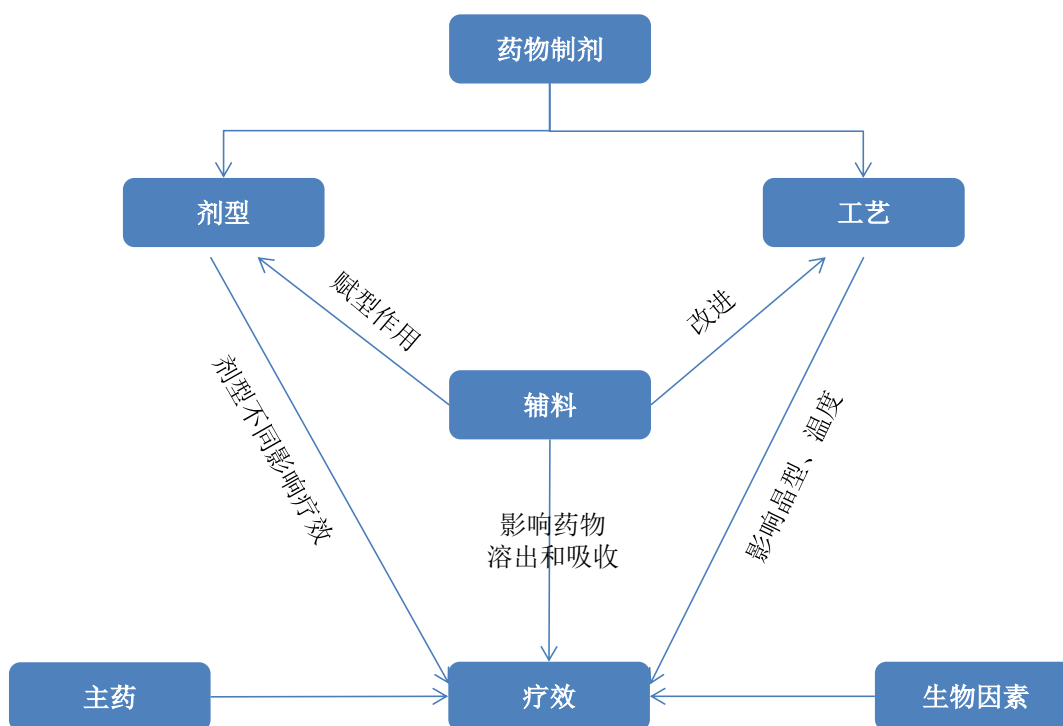 药物制剂
剂型
工艺
赋型作用
改进
辅料
剂型不同影响疗效
影响药物
溶出和吸收
影响晶型、温度
主药
疗效
生物因素